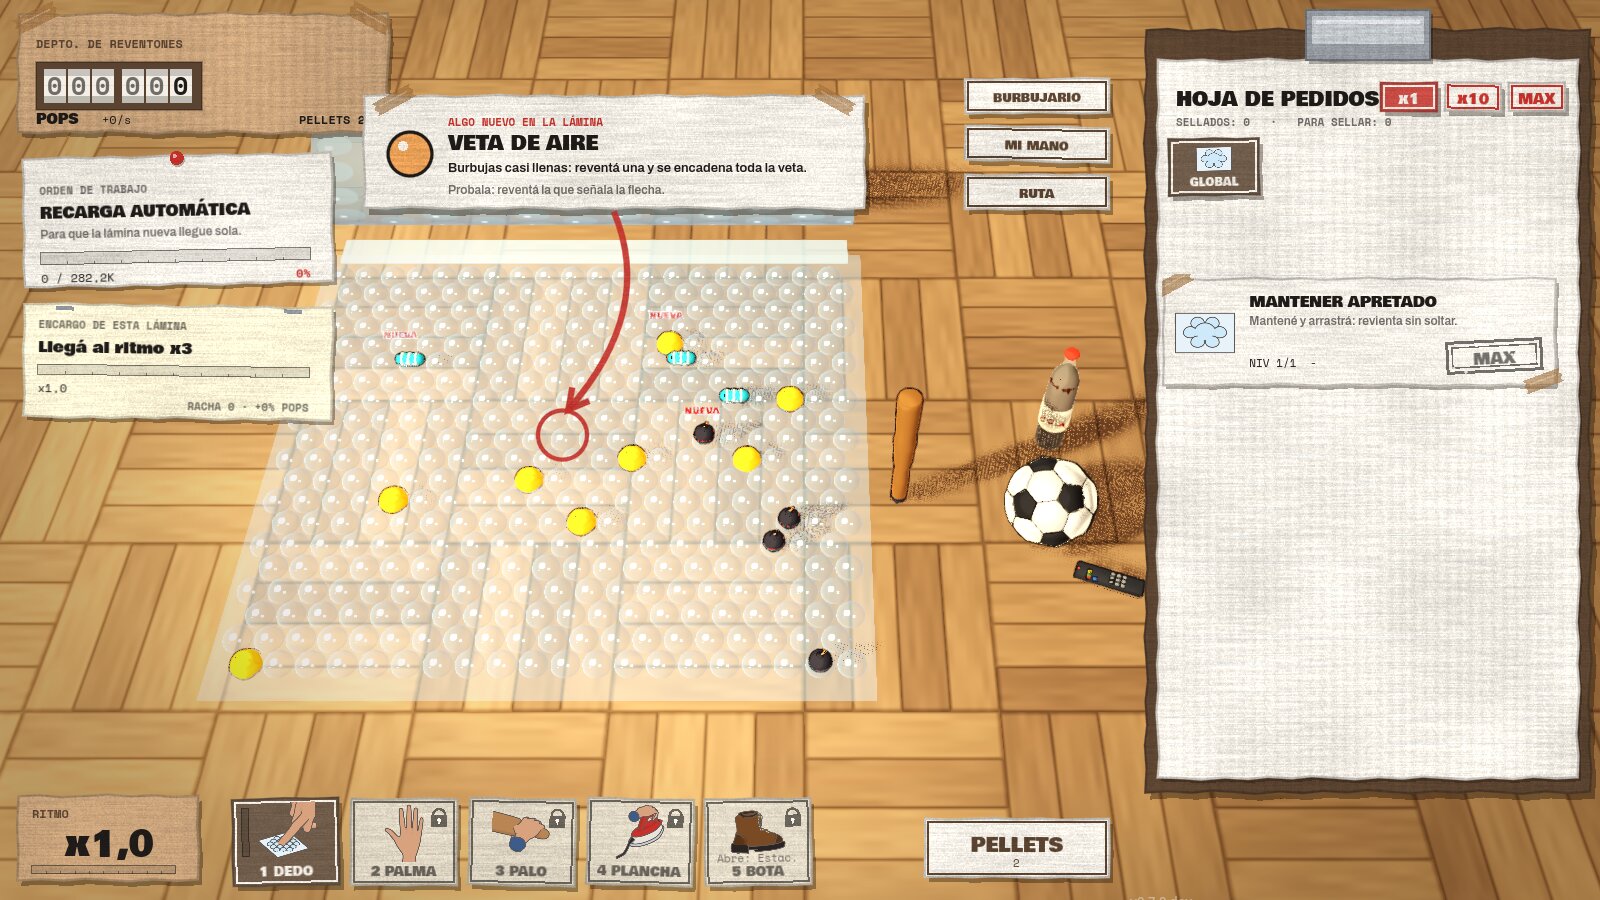 DEPTO. DE REVENTONES
000 000
POPS +0/s PELLETS 2
ORDEN DE TRABAJO
RECARGA AUTOMÁTICA
Para que la lámina nueva llegue sola.
0 / 282.2K 0%
ENCARGO DE ESTA LÁMINA
Llegá al ritmo x3
x1.0
RACHA 0 · +0% POPS
ALGO NUEVO EN LA LÁMINA
VETA DE AIRE
Burbujas casi llenas: reventá una y se encadena toda la veta.
Probala: reventá la que señala la flecha.
NUEVA
NUEVA
NUEVA
BURBUJARIO
MI MANO
RUTA
HOJA DE PEDIDOS x1 x10 MAX
SELLADOS: 0 · PARA SELLAR: 0
GLOBAL
MANTENER APRETADO
Mantené y arrastrá: revienta sin soltar.
NIV 1/1 -
MAX
RITMO
x1,0
1 DEDO
2 PALMA
3 PALO
4 PLANCHA
Abre: Estac.
5 BOTA
PELLETS
2